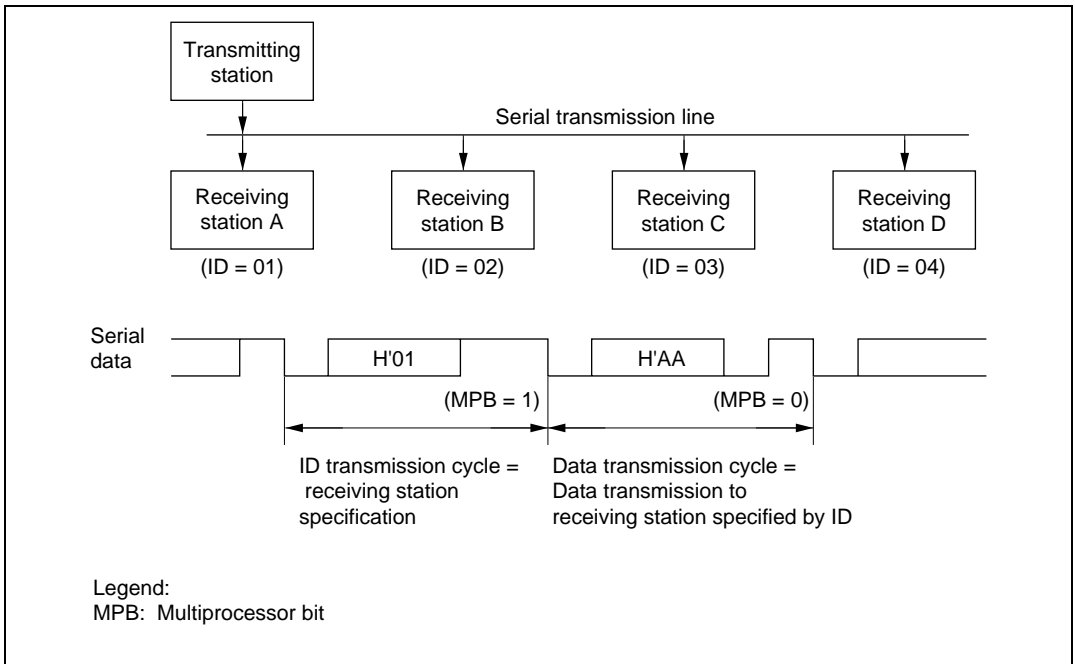 Transmitting
station
Serial transmission line
Receiving
station A
Receiving
station B
Receiving
station C
Receiving
station D
(ID = 01)
(ID = 02)
(ID = 03)
(ID = 04)
Serial
data
H'01
H'AA
(MPB = 1)
(MPB = 0)
ID transmission cycle =
receiving station
specification
Data transmission cycle =
Data transmission to
receiving station specified by ID
Legend:
MPB: Multiprocessor bit